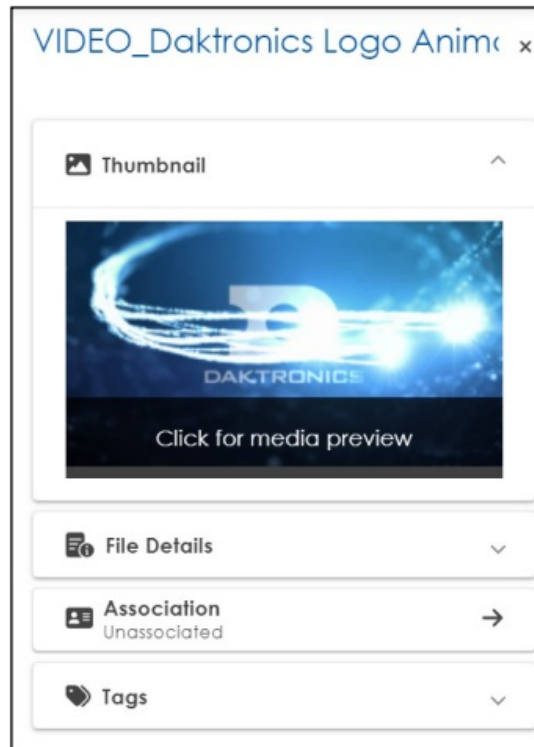 VIDEO_Daktronics Logo Anim
Thumbnail
DAKTRONICS
Click for media preview
File Details
Association
Unassociated
Tags